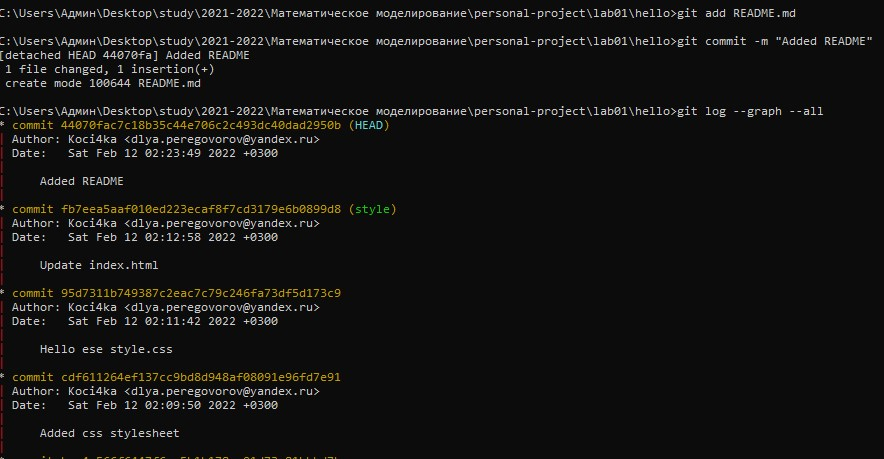 C:\Users\Админ\Desktop\study\2021-2022\Математическое моделирование\personal-project\lab01\hello>git add README.md
C:\Users\Админ\Desktop\study\2021-2022\Математическое моделирование\personal-project\lab01\hello>git commit -m "Added README"
[detached HEAD 44070fa] Added README
1 file changed, 1 insertion(+)
create mode 100644 README.md
C:\Users\Админ\Desktop\study\2021-2022\Математическое моделирование\personal-project\lab01\hello>git log --graph --all
* commit 44070fac7c18b35c44e706c2c493dc40dad2950b (HEAD)
| Author: Koci4ka <dlya.peregovorov@yandex.ru>
| Date:   Sat Feb 12 02:23:49 2022 +0300
|
|     Added README
|
* commit fb7eea5aaf010ed223ecaf8f7cd3179e6b0899d8 (style)
| Author: Koci4ka <dlya.peregovorov@yandex.ru>
| Date:   Sat Feb 12 02:12:58 2022 +0300
|
|     Update index.html
|
* commit 95d7311b749387c2eac7c79c246fa73df5d173c9
| Author: Koci4ka <dlya.peregovorov@yandex.ru>
| Date:   Sat Feb 12 02:11:42 2022 +0300
|
|     Hello ese style.css
|
* commit cdf611264ef137cc9bd8d948af08091e96fd7e91
| Author: Koci4ka <dlya.peregovorov@yandex.ru>
| Date:   Sat Feb 12 02:09:50 2022 +0300
|
|     Added css stylesheet
|